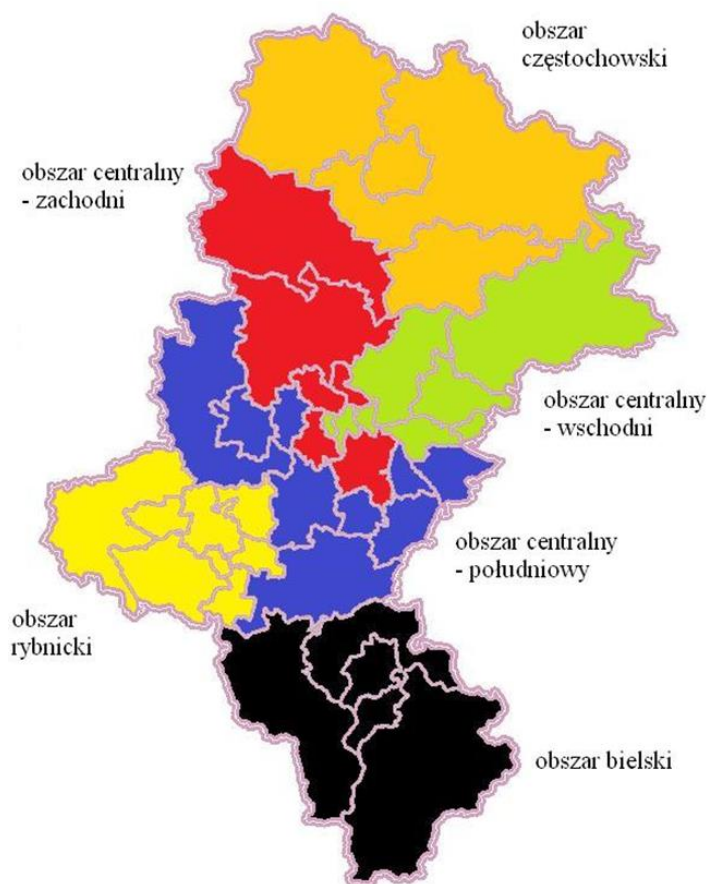 obszar
częstochowski
obszar centralny
- zachodni
obszar centralny
- wschodni
obszar centralny
- południowy
obszar
rybnicki
obszar bielski